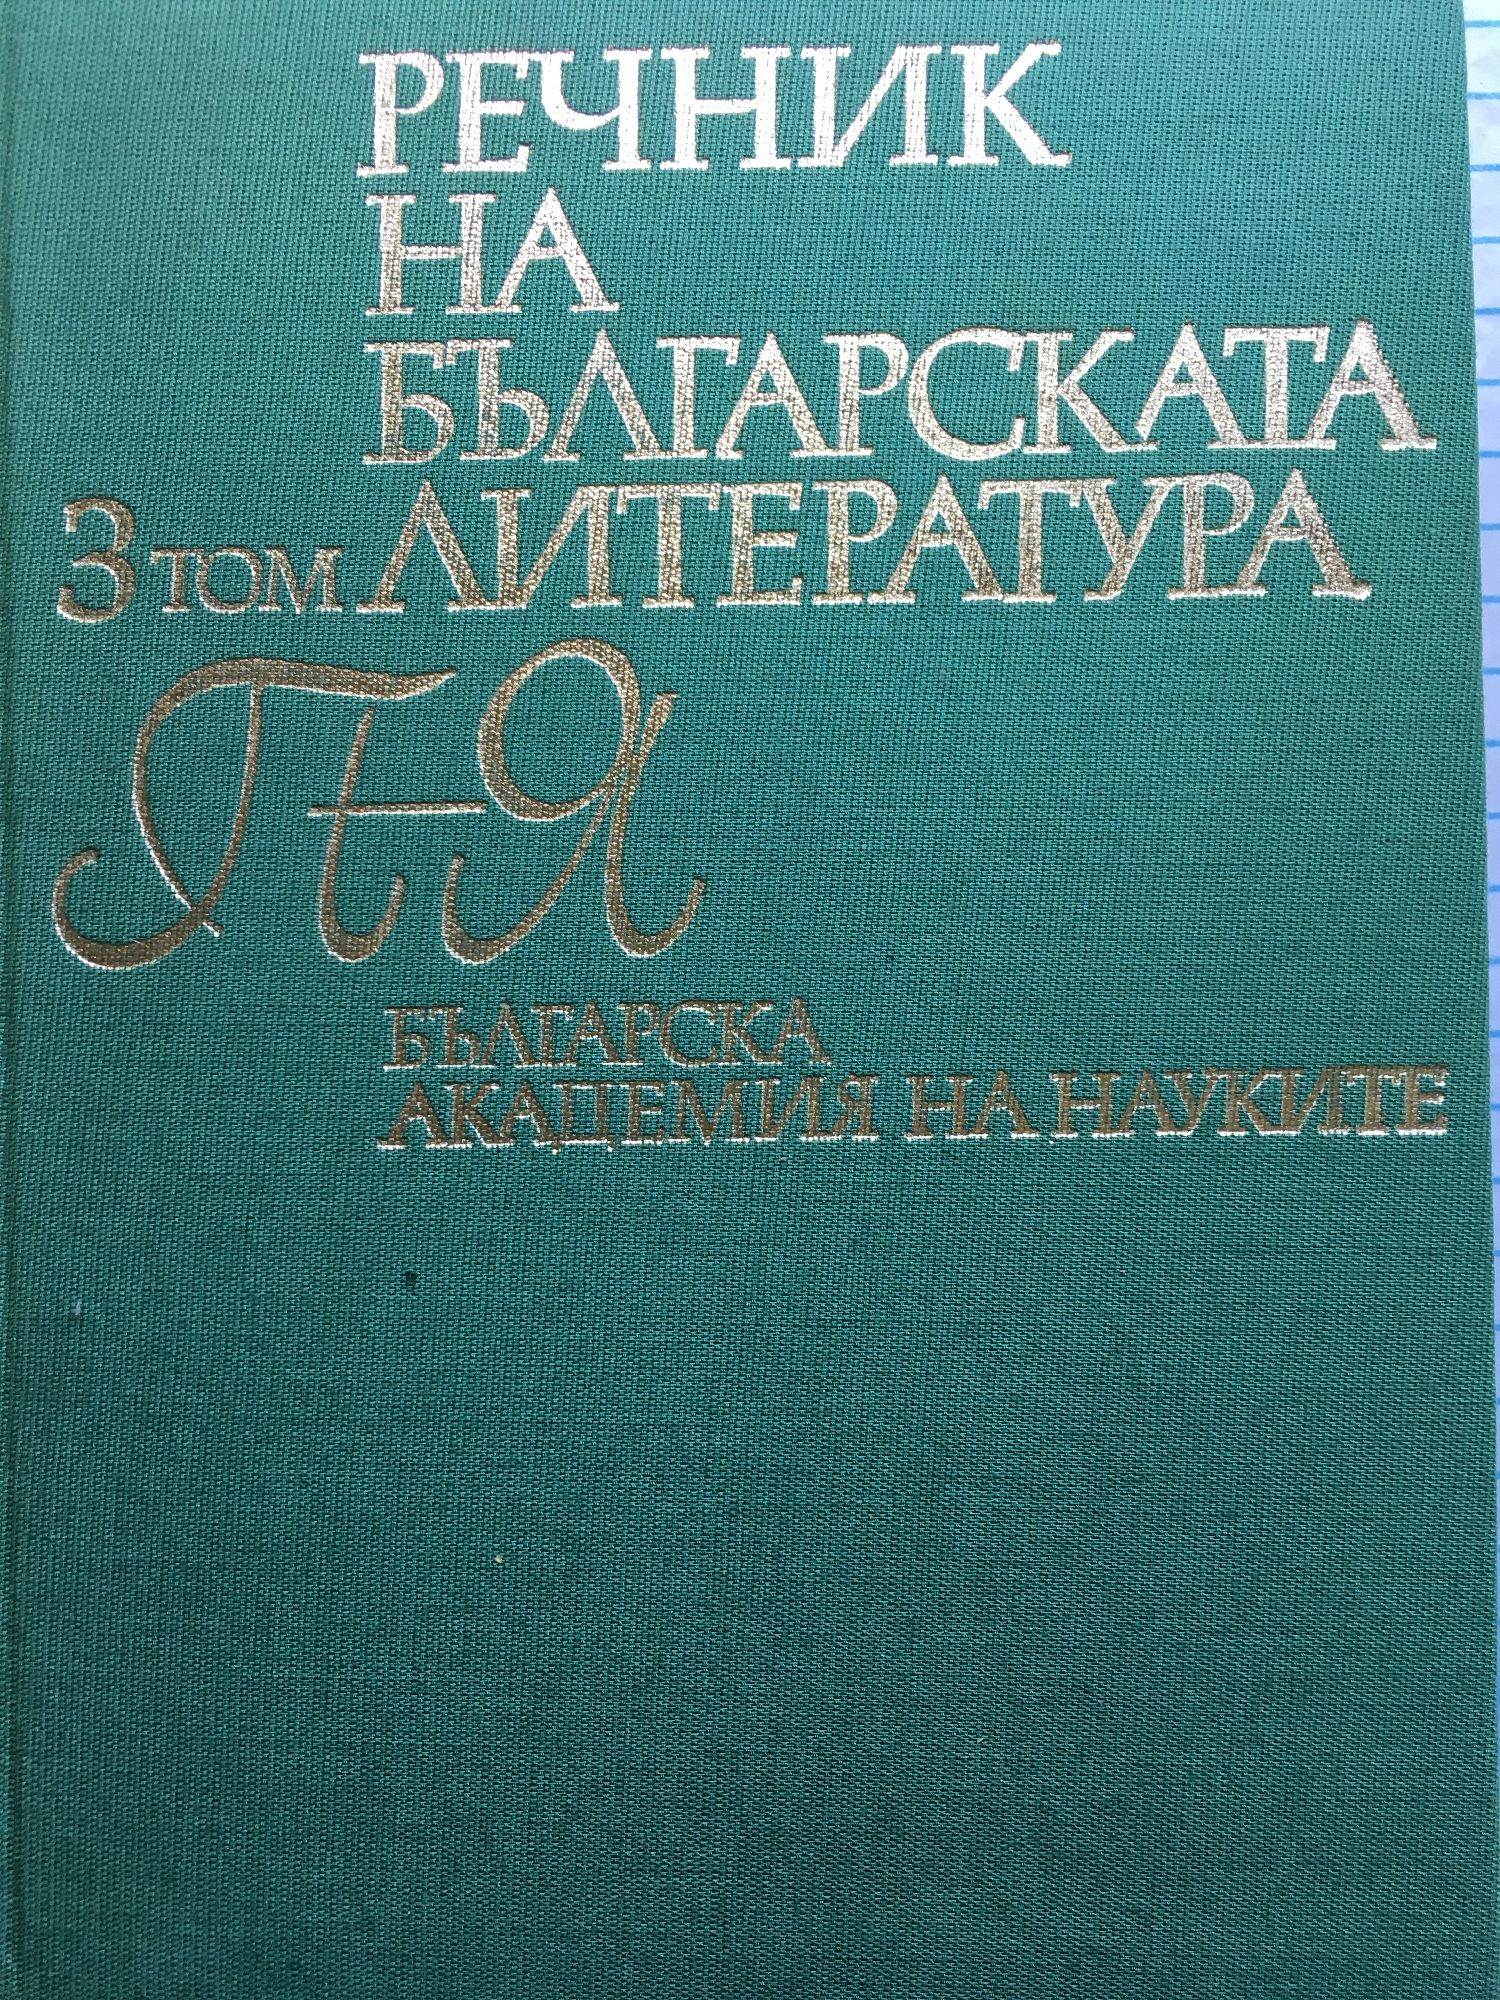 РЕЧНИК
НА
БЪЛГАРСКАТА
3 ТОМ ЛИТЕРАТУРА
П-Я
БЪЛГАРСКА
АКАДЕМИЯ НА НАУКИТЕ